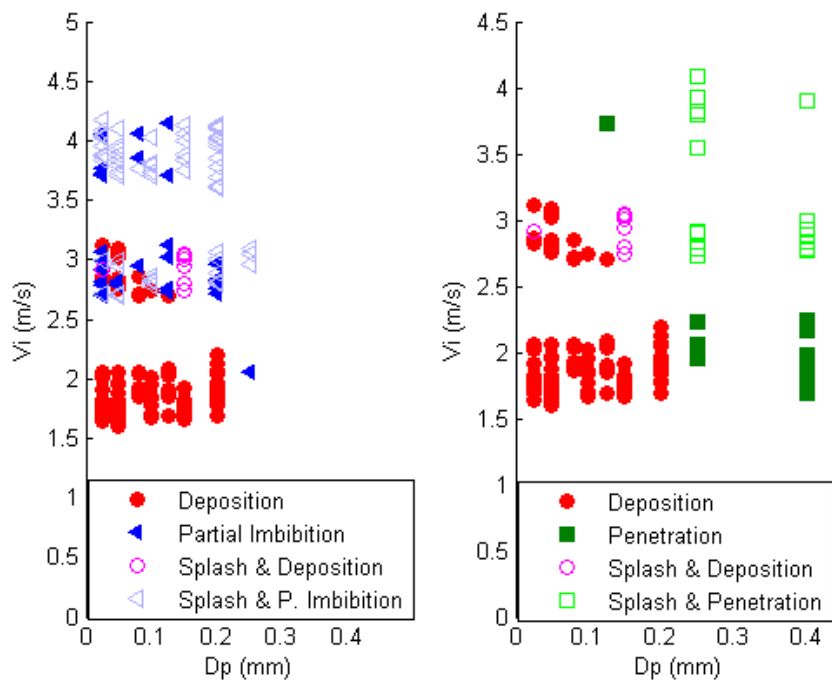 5
4.5
4
3.5
3
2.5
2
1.5
1
0.5
0
Vi (m/s)
0 0.1 0.2 0.3 0.4
Dp (mm)
Deposition
Partial Imbibition
Splash & Deposition
Splash & P. Imbibition
4.5
4
3.5
3
2.5
2
1.5
1
0.5
0
Vi (m/s)
0 0.1 0.2 0.3 0.4
Dp (mm)
Deposition
Penetration
Splash & Deposition
Splash & Penetration